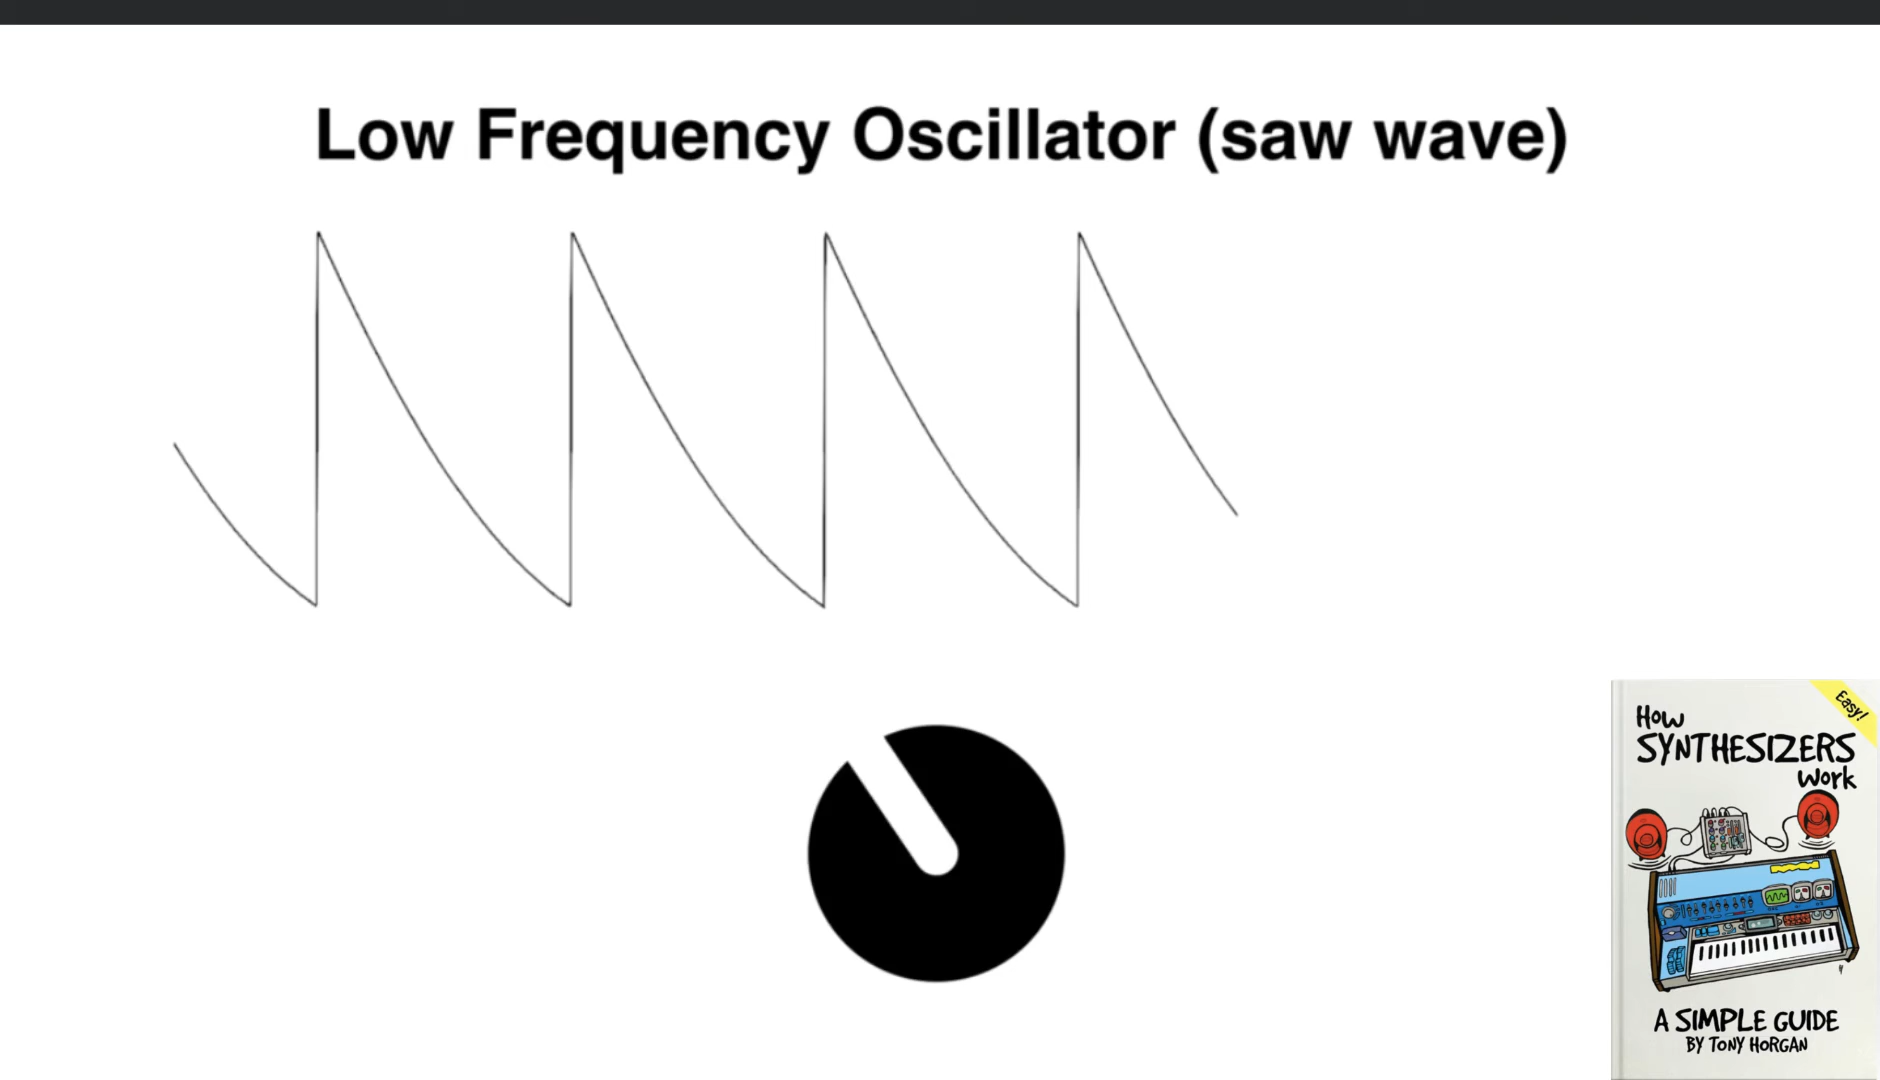 Low Frequency Oscillator (saw wave)
Easy!
How
SYNTHESIZERS
Work
A SIMPLE GUIDE
BY TONY HORGAN